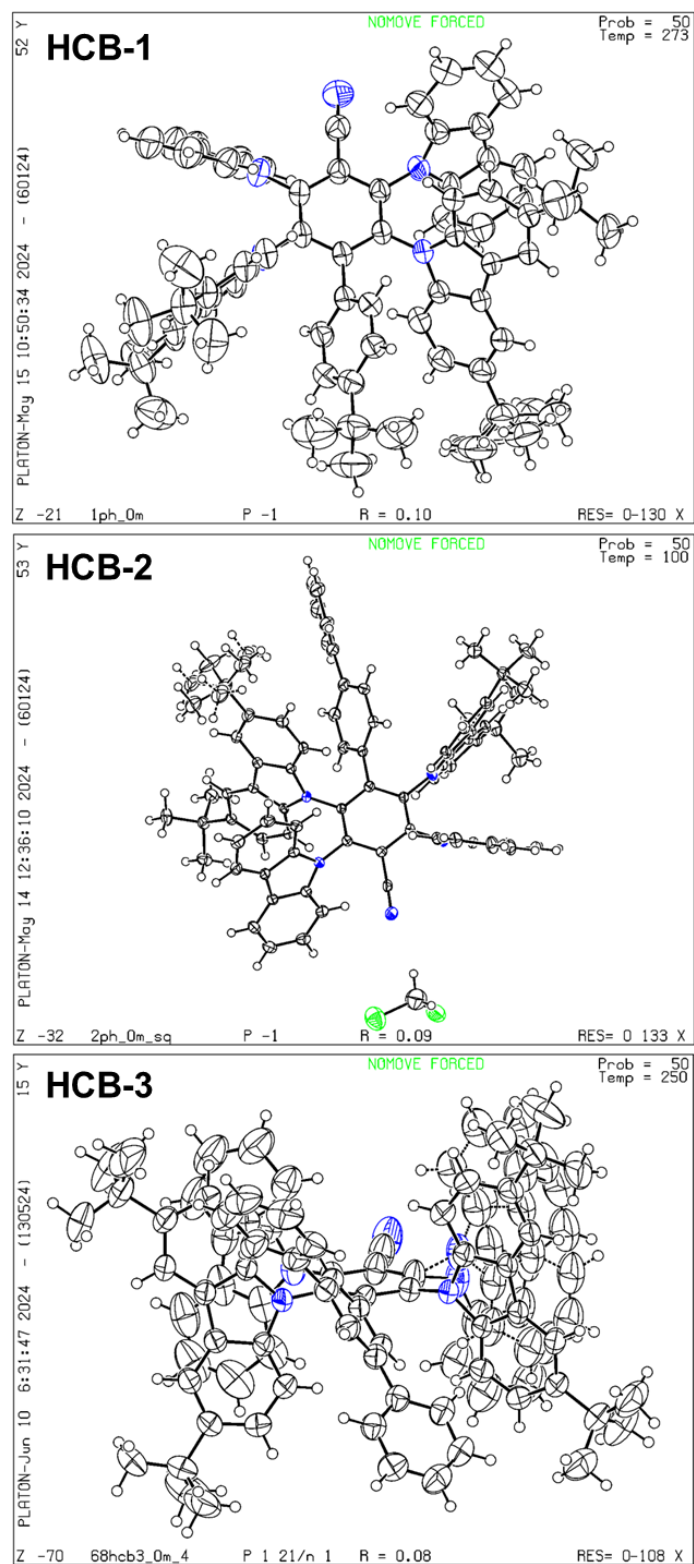 NOMOVE FORCED
Prob = 50
Temp = 273
52 Y
HCB-1
PLATON-May 15 10:50:34 2024 - (60124)
Z -21 1ph_0m P -1 R = 0.10 RES= 0-130 X
NOMOVE FORCED
Prob = 50
Temp = 100
53 Y
HCB-2
PLATON-May 14 12:36:10 2024 - (60124)
Z -32 2ph_0m_sq P -1 R = 0.09 RES= 0 133 X
NOMOVE FORCED
Prob = 50
Temp = 250
15 Y
HCB-3
PLATON-Jun 10 6:31:47 2024 - (130524)
Z -70 68hcb3_0m_4 P 1 21/n 1 R = 0.08 RES= 0-108 X